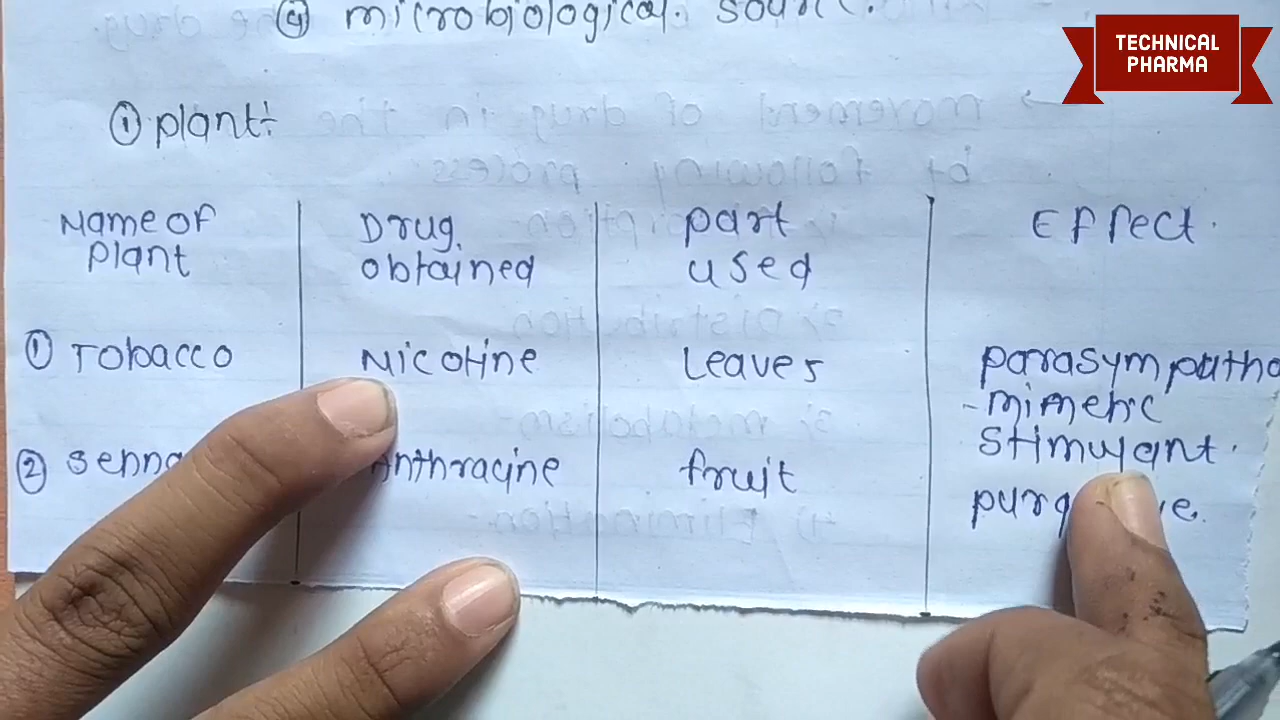 ④ microbiological. source.
TECHNICAL
PHARMA
① plant:
Name of
plant
Drug
obtained
part
used
Effect.
① Tobacco
Nicotine
Leaves
parasympatho
-mimetic
stimulant.
② Senna
Anthracine
fruit